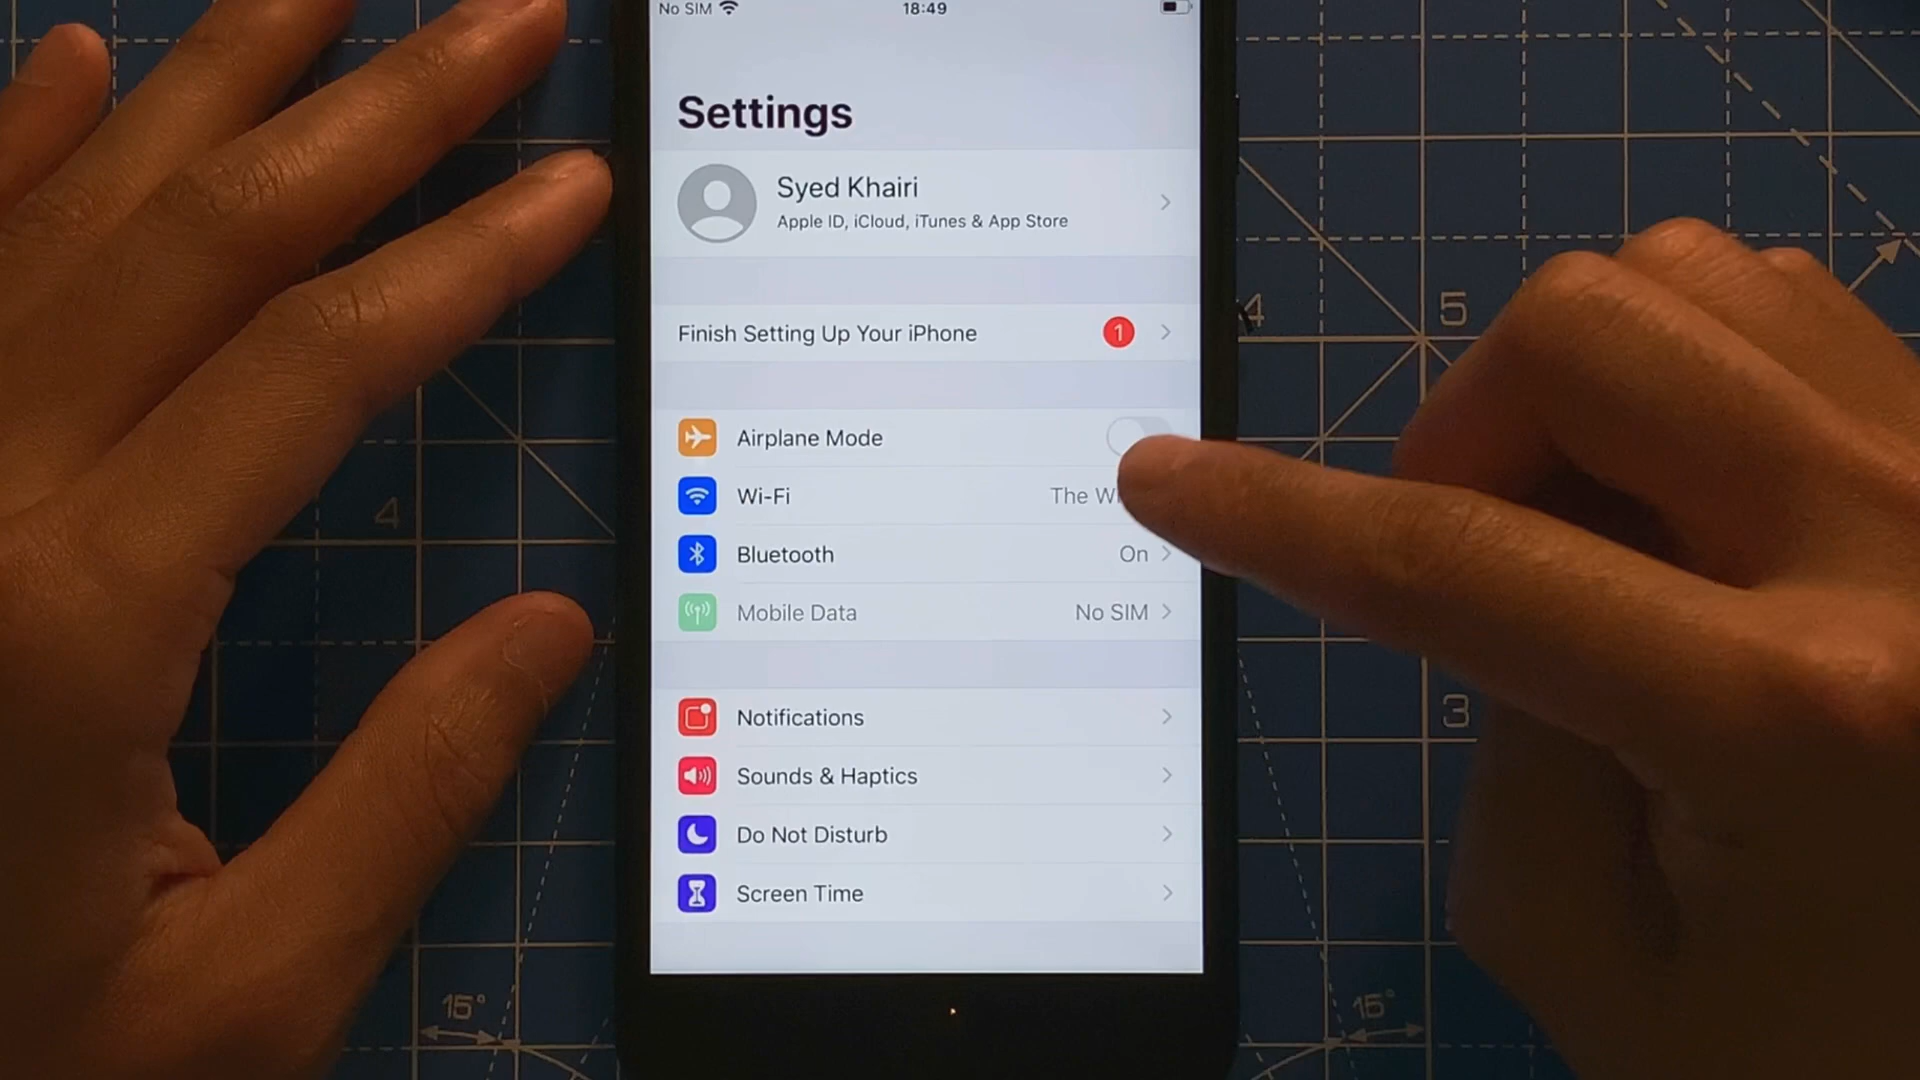 No SIM 18:49
Settings
Syed Khairi
Apple ID, iCloud, iTunes & App Store
Finish Setting Up Your iPhone 1
Airplane Mode
Wi-Fi The
Bluetooth On
Mobile Data No SIM
Notifications
Sounds & Haptics
Do Not Disturb
Screen Time
4
5
4
3
15°
15°